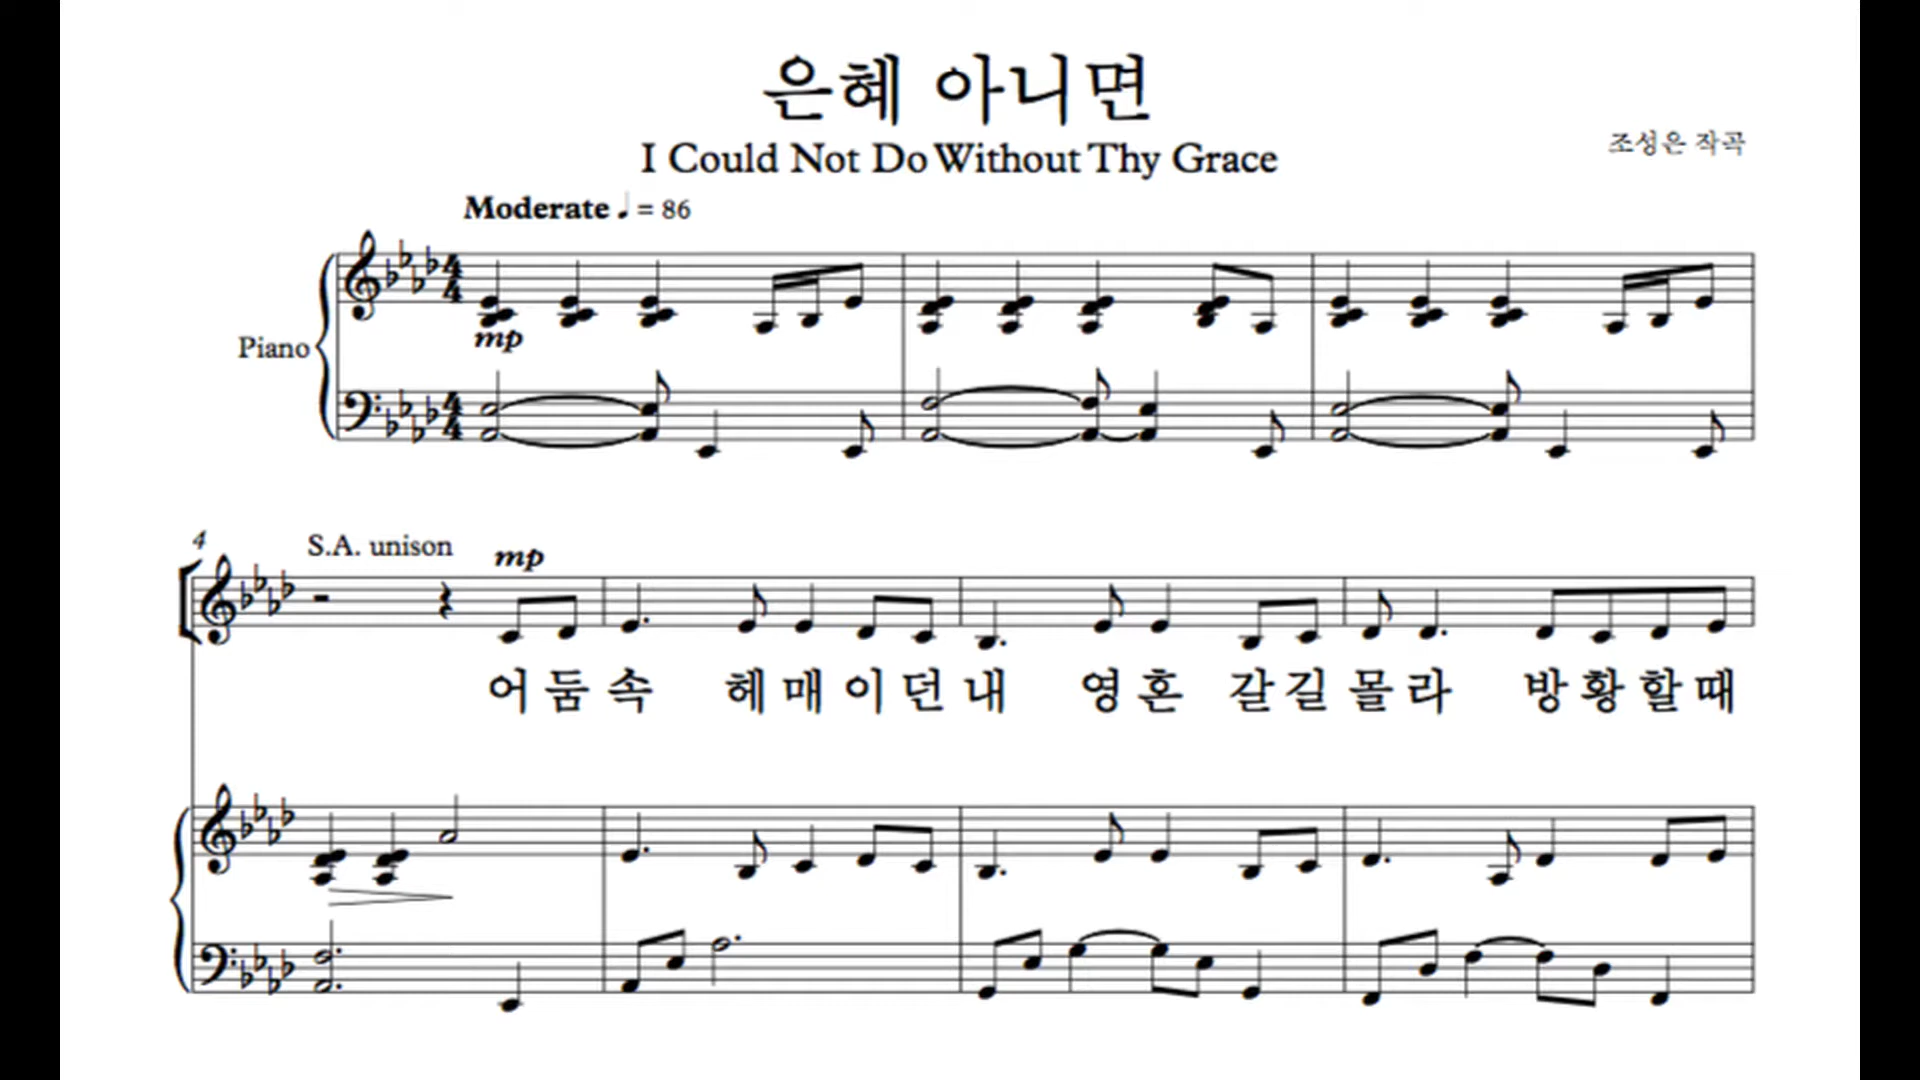 은혜 아니면
I Could Not Do Without Thy Grace
조성은 작곡
Moderate ♩ = 86
Piano
mp
4
S.A. unison
mp
어 둠 속 헤 매 이 던 내 영 혼 갈 길 몰 라 방 황 할 때